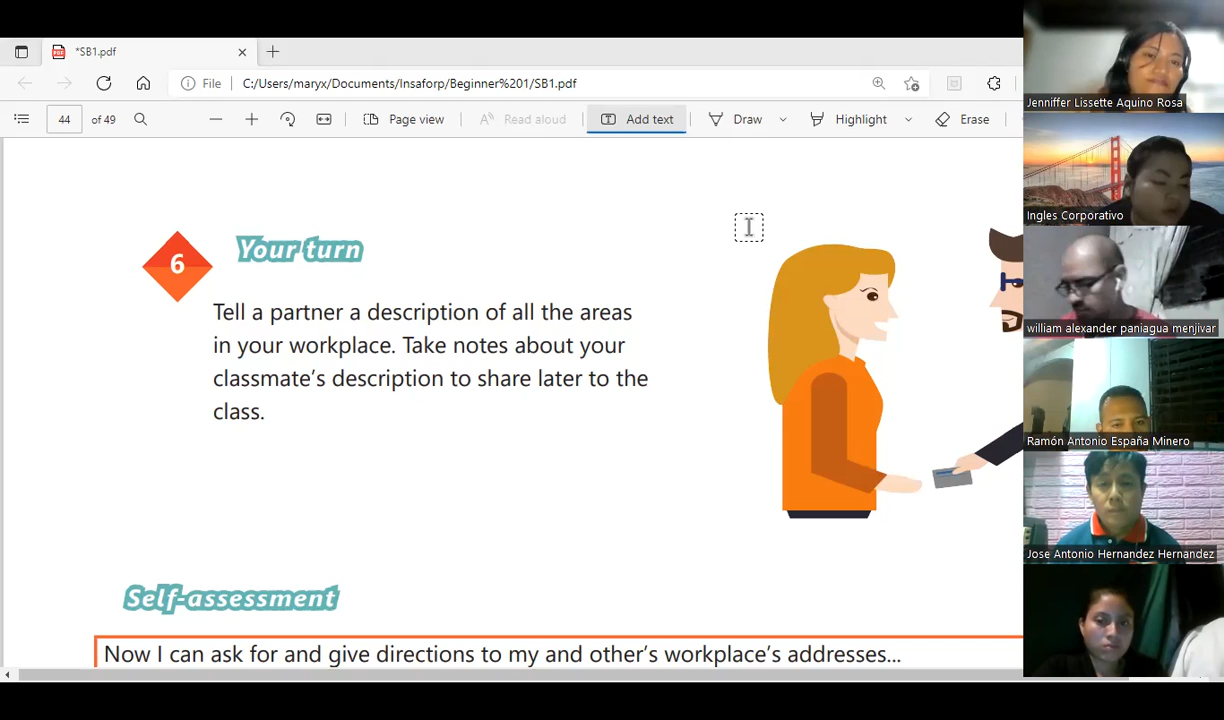 *SB1.pdf
File C:/Users/maryx/Documents/Insaforp/Beginner%201/SB1.pdf
44 of 49 Page view Read aloud Add text Draw Highlight Erase
6
Your turn
Tell a partner a description of all the areas
in your workplace. Take notes about your
classmate’s description to share later to the
class.
Self-assessment
Now I can ask for and give directions to my and other’s workplace’s addresses...
Jenniffer Lissette Aquino Rosa
Ingles Corporativo
william alexander paniagua menjivar
Ramón Antonio España Minero
Jose Antonio Hernandez Hernandez